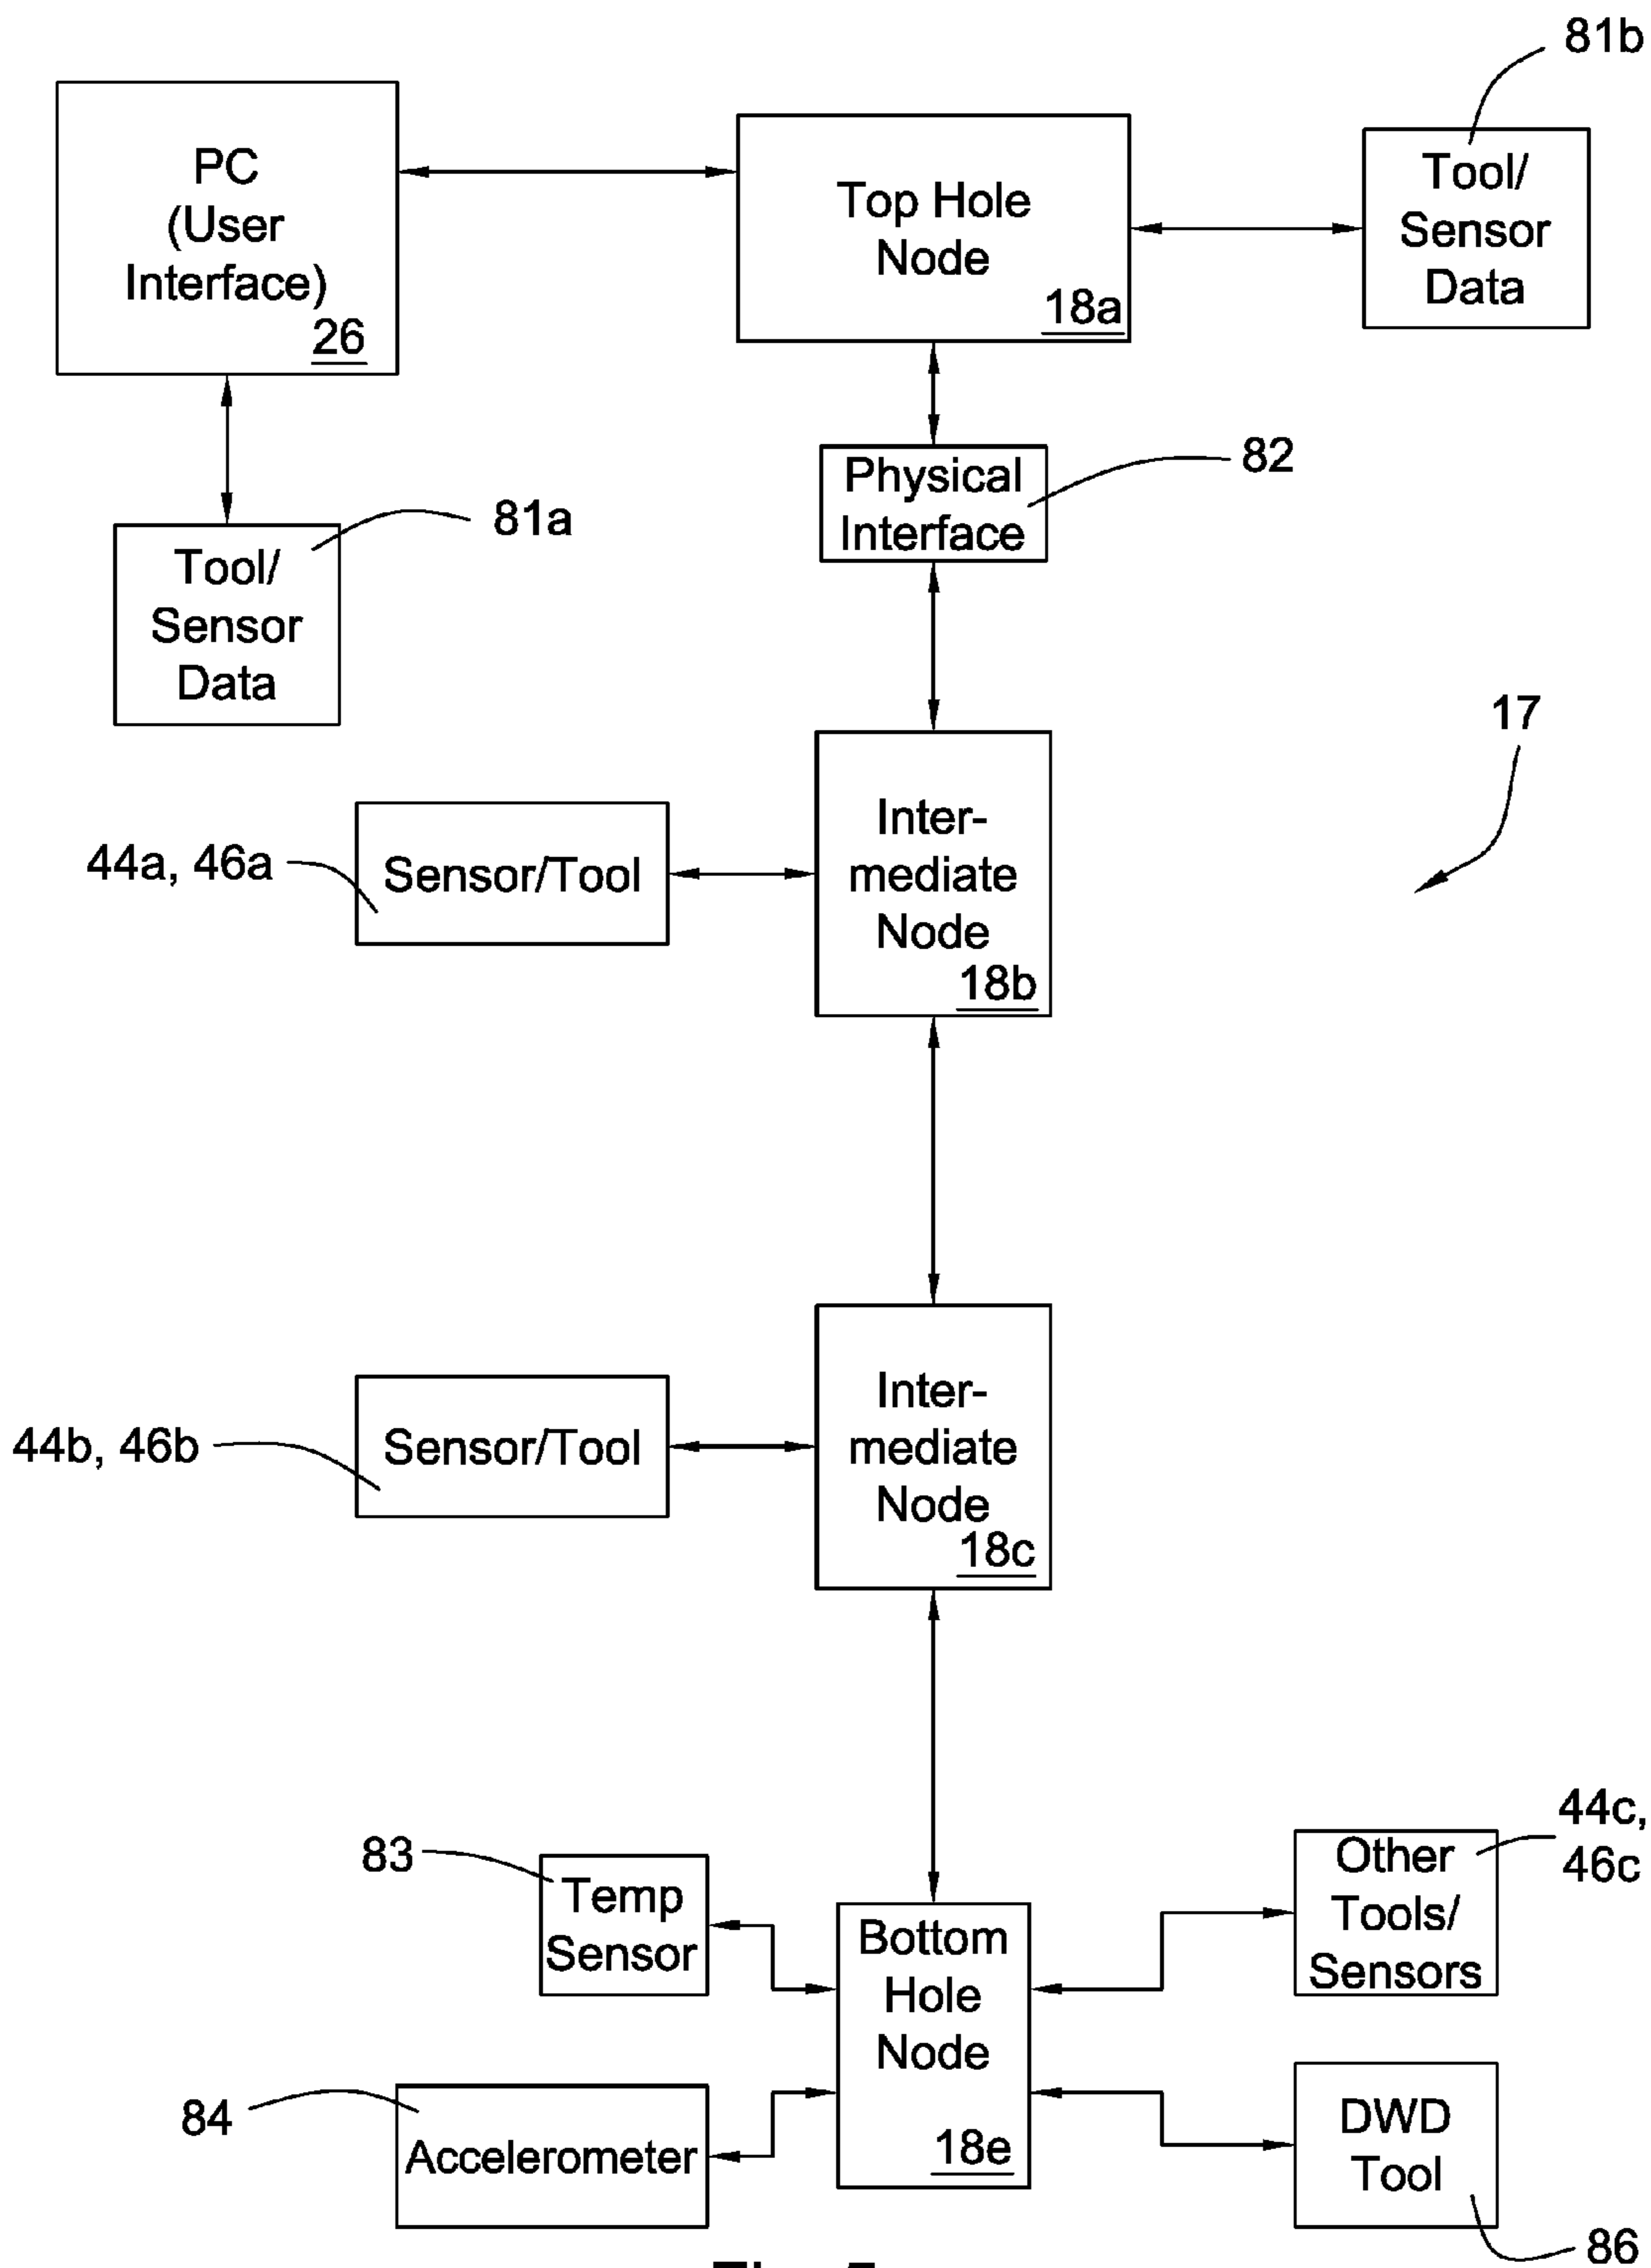 81b
PC
(User
Interface)
26
Top Hole
Node
18a
Tool/
Sensor
Data
82
Physical
Interface
81a
Tool/
Sensor
Data
17
44a, 46a
Sensor/Tool
Inter-
mediate
Node
18b
44b, 46b
Sensor/Tool
Inter-
mediate
Node
18c
83
Temp
Sensor
Bottom
Hole
Node
18e
44c,
46c
Other
Tools/
Sensors
84
Accelerometer
DWD
Tool
86